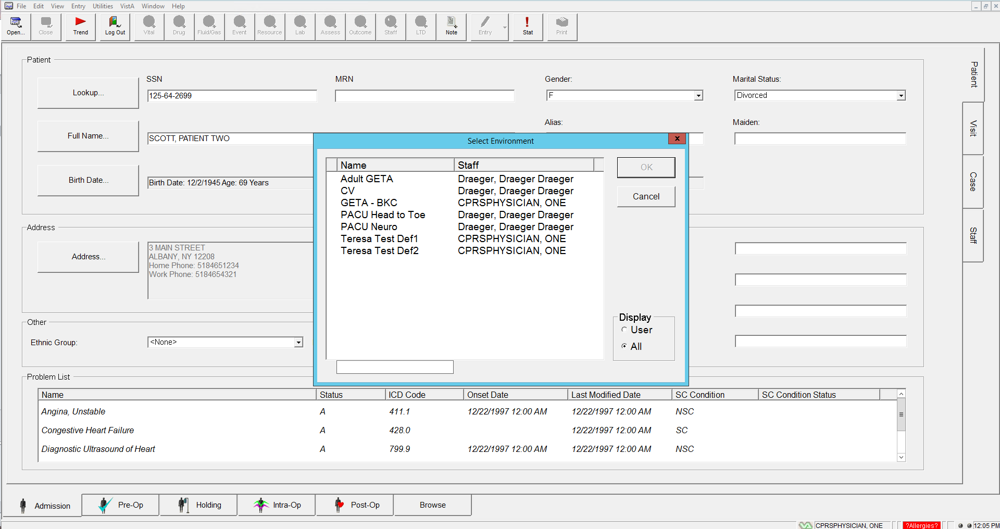 File Edit View Entry Utilities VistA Window Help
Open... Close Trend Log Out Vital Drug Fluid/Gas Event Resource Lab Assess Outcome Staff LTD Note Entry Stat Print
Patient
Lookup... SSN MRN Gender: Marital Status:
125-64-2699 F Divorced
Alias: Maiden:
Full Name... SCOTT, PATIENT TWO
Birth Date... Birth Date: 12/2/1945 Age: 69 Years
Address
Address... 3 MAIN STREET
ALBANY, NY 12208
Home Phone: 5184651234
Work Phone: 5184654321
Other
Ethnic Group: <None>
Select Environment
x
Name Staff
Adult GETA Draeger, Draeger Draeger
CV Draeger, Draeger Draeger
GETA - BKC CPRSPHYSICIAN, ONE
PACU Head to Toe Draeger, Draeger Draeger
PACU Neuro Draeger, Draeger Draeger
Teresa Test Def1 CPRSPHYSICIAN, ONE
Teresa Test Def2 CPRSPHYSICIAN, ONE
OK
Cancel
Display
User
All
Patient
Visit
Case
Staff
Problem List
Name Status ICD Code Onset Date Last Modified Date SC Condition SC Condition Status
Angina, Unstable A 411.1 12/22/1997 12:00 AM 12/22/1997 12:00 AM NSC
Congestive Heart Failure A 428.0 12/22/1997 12:00 AM SC
Diagnostic Ultrasound of Heart A 799.9 12/22/1997 12:00 AM 12/22/1997 12:00 AM NSC
Admission Pre-Op Holding Intra-Op Post-Op Browse
CPRSPHYSICIAN, ONE ?Allergies? 12:05 PM